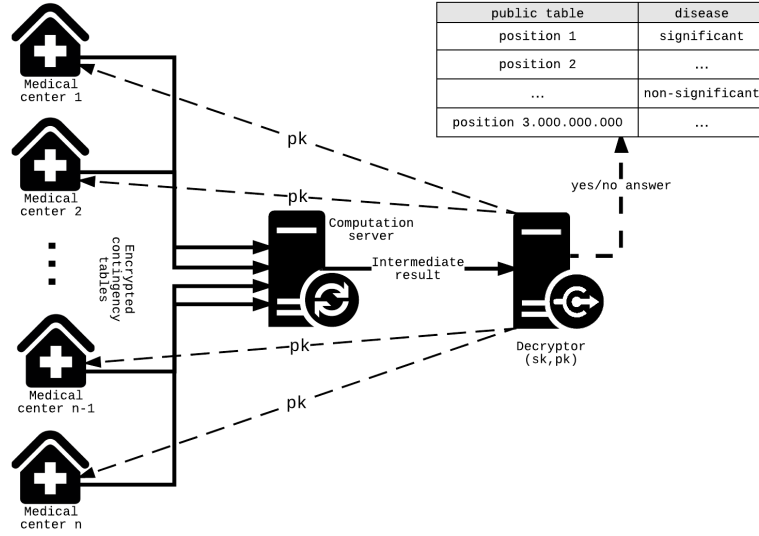 public table disease
position 1 significant
position 2 ...
... non-significant
position 3.000.000.000 ...
Medical
center 1
pk
yes/no answer
pk
Medical
center 2
Computation
server
Encrypted
contingency
tables
Intermediate
result
pk
Decryptor
(sk,pk)
Medical
center n-1
pk
Medical
center n